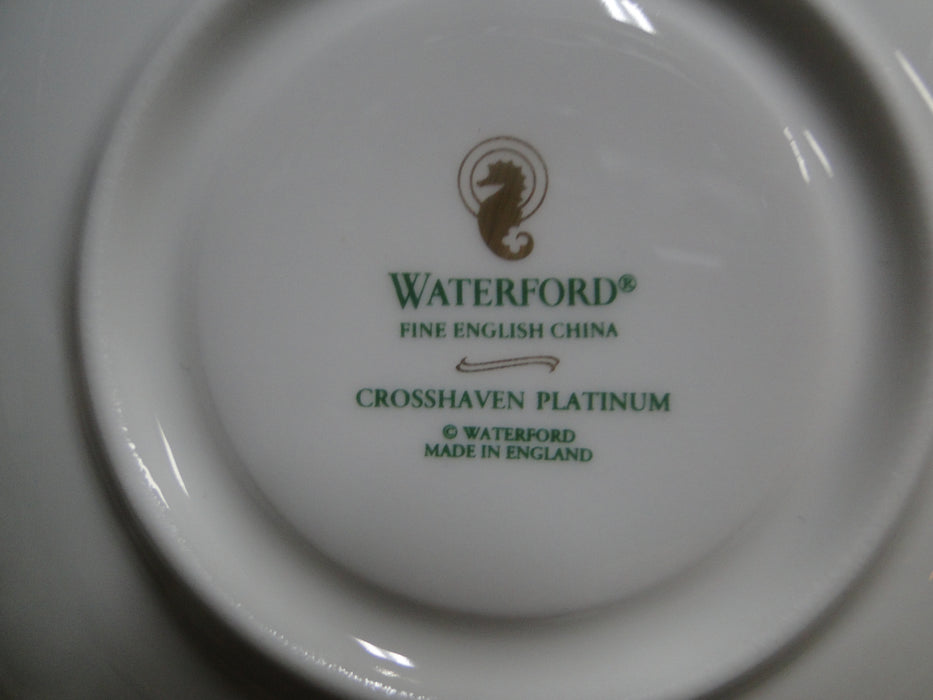 WATERFORD®
FINE ENGLISH CHINA
CROSSHAVEN PLATINUM
© WATERFORD
MADE IN ENGLAND